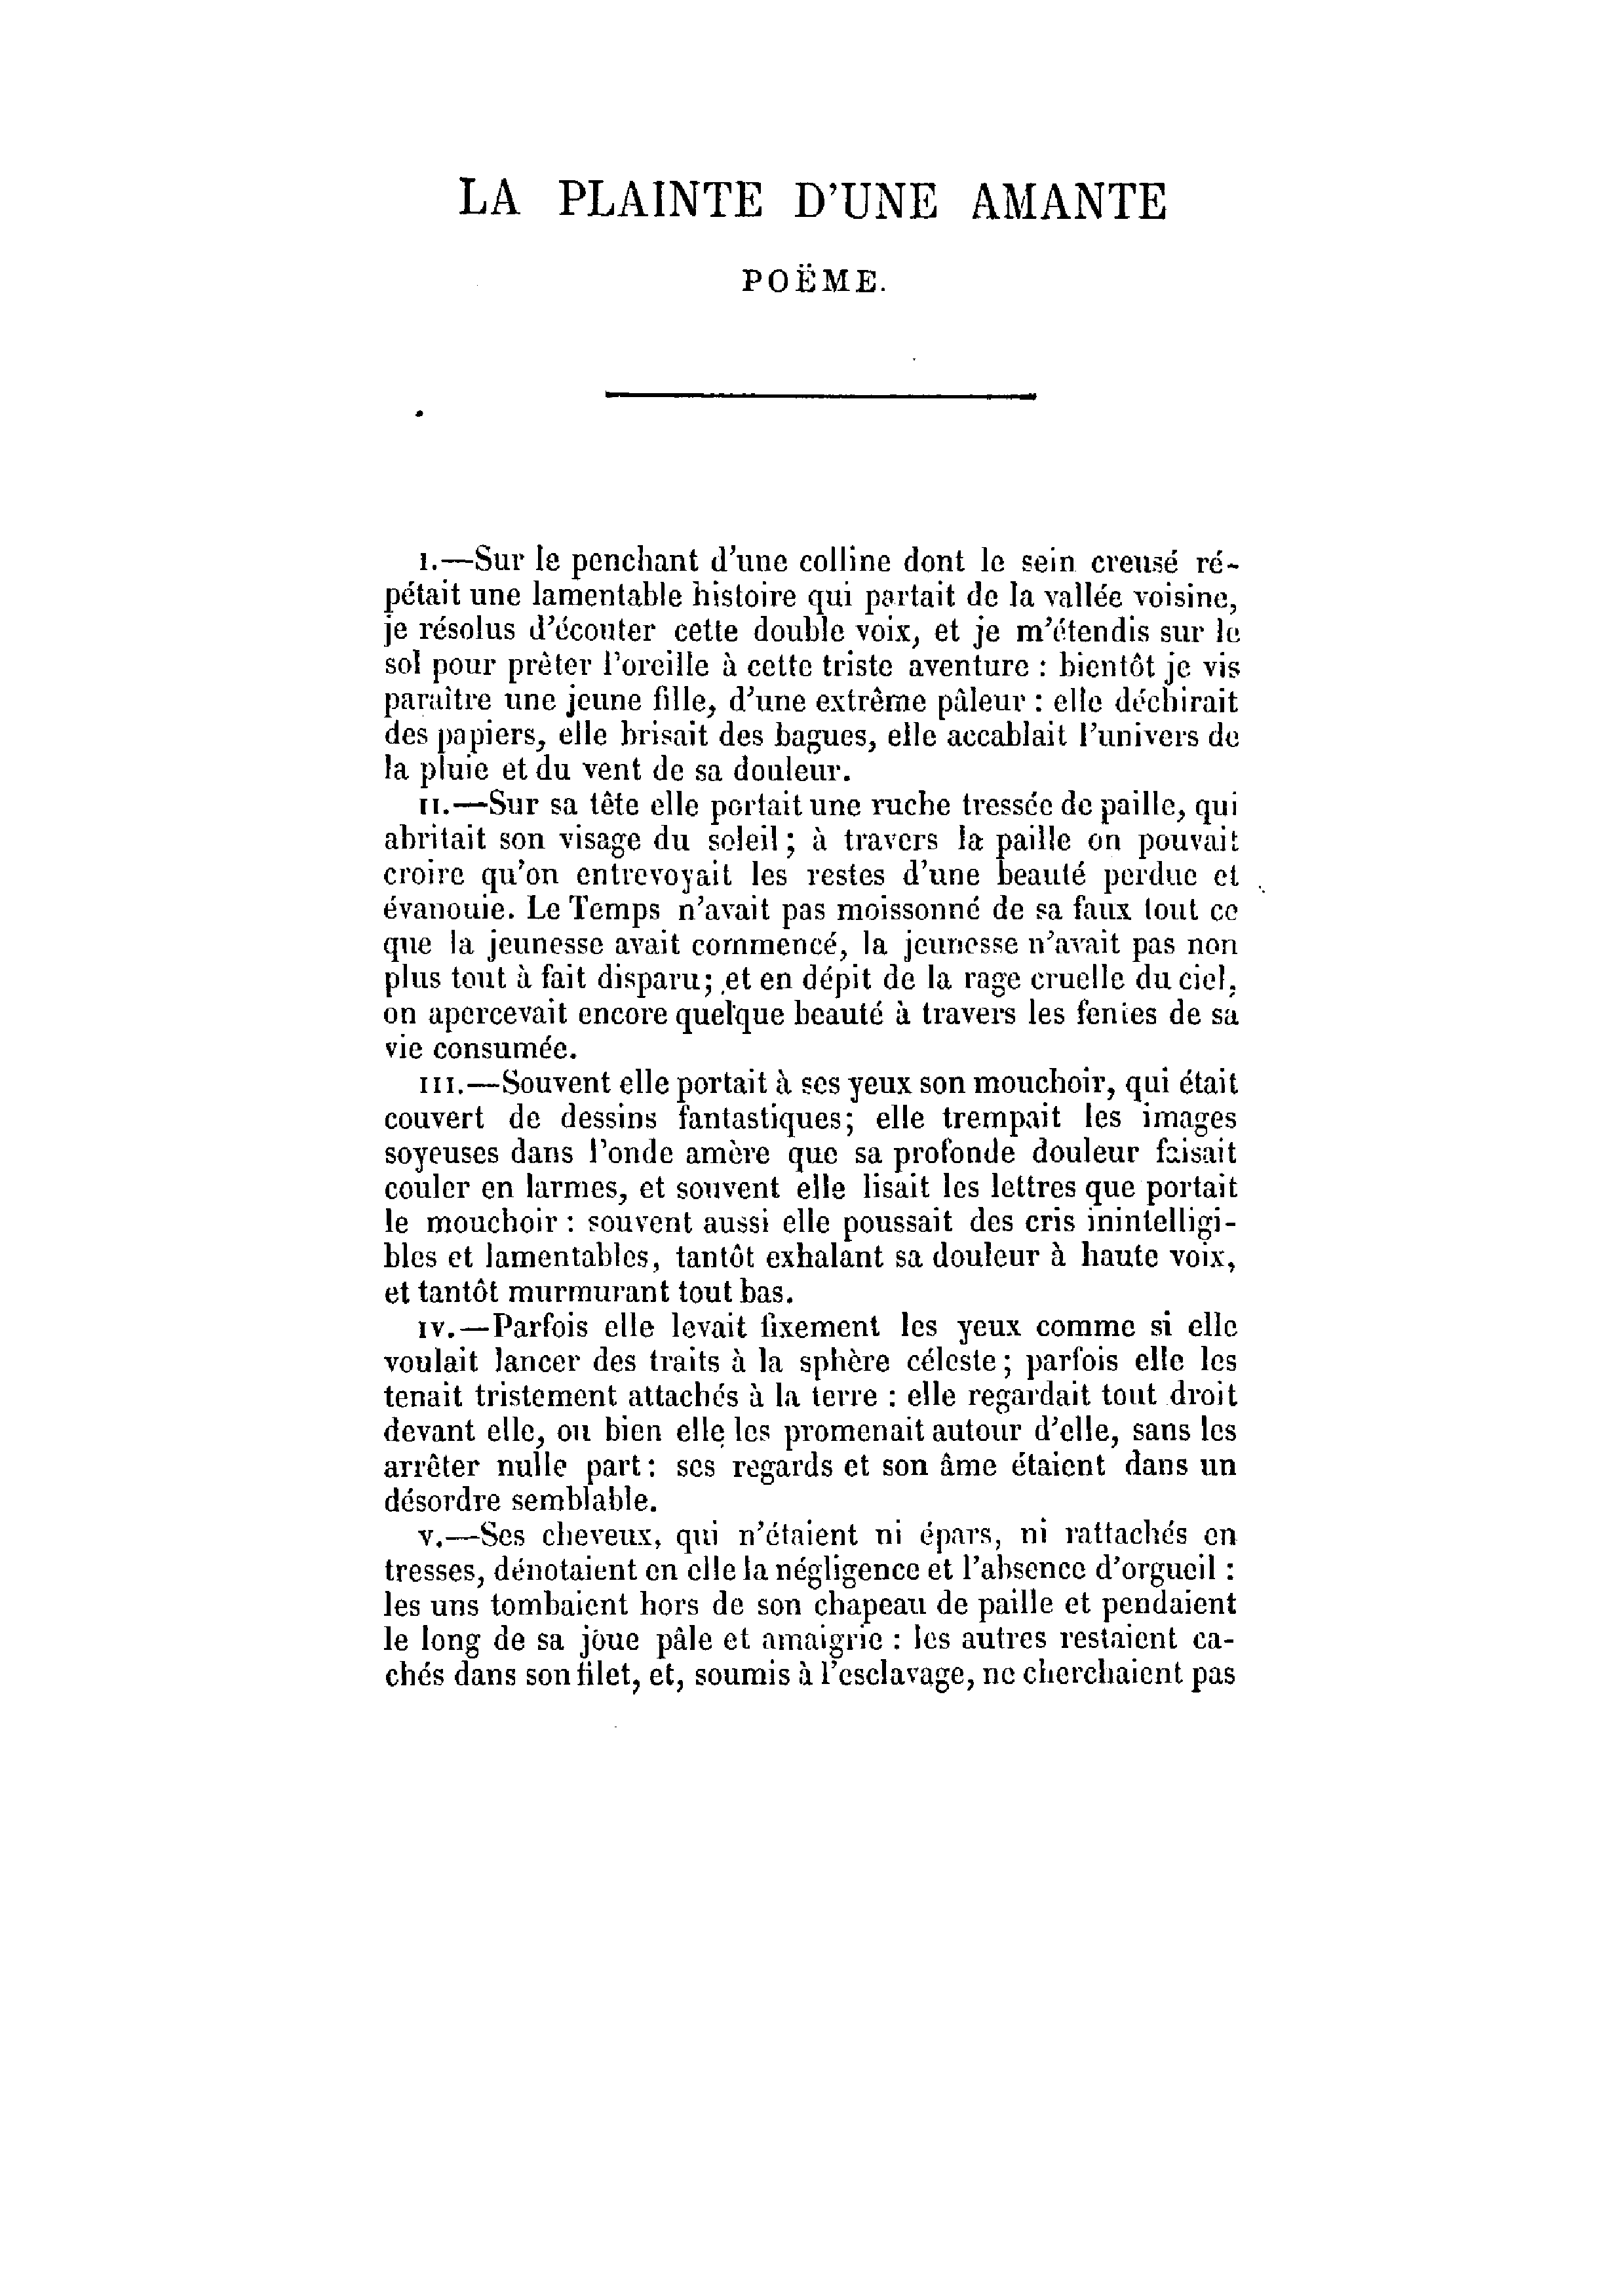 LA PLAINTE D'UNE AMANTE
POËME.
I.—Sur le penchant d'une colline dont le sein creusé ré-
pétait une lamentable histoire qui partait de la vallée voisine,
je résolus d'écouter cette double voix, et je m'étendis sur le
sol pour prêter l'oreille à cette triste aventure : bientôt je vis
paraître une jeune fille, d'une extrême pâleur : elle déchirait
des papiers, elle brisait des bagues, elle accablait l'univers de
la pluie et du vent de sa douleur.
II.—Sur sa tête elle portait une ruche tressée de paille, qui
abritait son visage du soleil ; à travers la paille on pouvait
croire qu'on entrevoyait les restes d'une beauté perdue et
évanouie. Le Temps n'avait pas moissonné de sa faux tout ce
que la jeunesse avait commencé, la jeunesse n'avait pas non
plus tout à fait disparu; et en dépit de la rage cruelle du ciel,
on apercevait encore quelque beauté à travers les fentes de sa
vie consumée.
III.—Souvent elle portait à ses yeux son mouchoir, qui était
couvert de dessins fantastiques; elle trempait les images
soyeuses dans l'onde amère que sa profonde douleur faisait
couler en larmes, et souvent elle lisait les lettres que portait
le mouchoir : souvent aussi elle poussait des cris inintelligi-
bles et lamentables, tantôt exhalant sa douleur à haute voix,
et tantôt murmurant tout bas.
IV.—Parfois elle levait fixement les yeux comme si elle
voulait lancer des traits à la sphère céleste ; parfois elle les
tenait tristement attachés à la terre : elle regardait tout droit
devant elle, ou bien elle les promenait autour d'elle, sans les
arrêter nulle part : ses regards et son âme étaient dans un
désordre semblable.
V.—Ses cheveux, qui n'étaient ni épars, ni rattachés en
tresses, dénotaient en elle la négligence et l'absence d'orgueil :
les uns tombaient hors de son chapeau de paille et pendaient
le long de sa joue pâle et amaigrie : les autres restaient ca-
chés dans son filet, et, soumis à l'esclavage, ne cherchaient pas